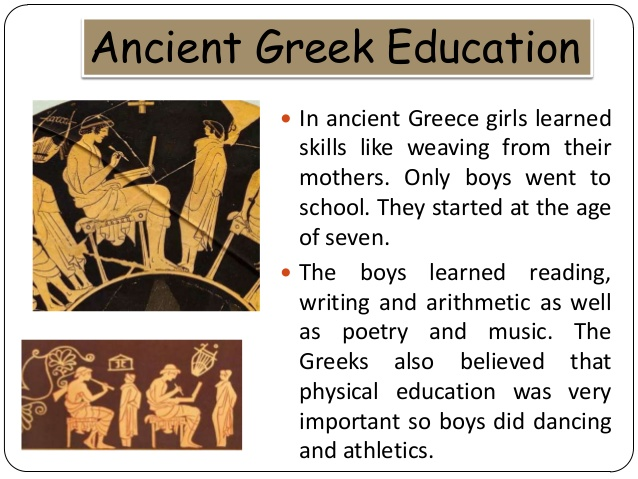 Ancient Greek Education
• In ancient Greece girls learned
skills like weaving from their
mothers. Only boys went to
school. They started at the age
of seven.
• The boys learned reading,
writing and arithmetic as well
as poetry and music. The
Greeks also believed that
physical education was very
important so boys did dancing
and athletics.